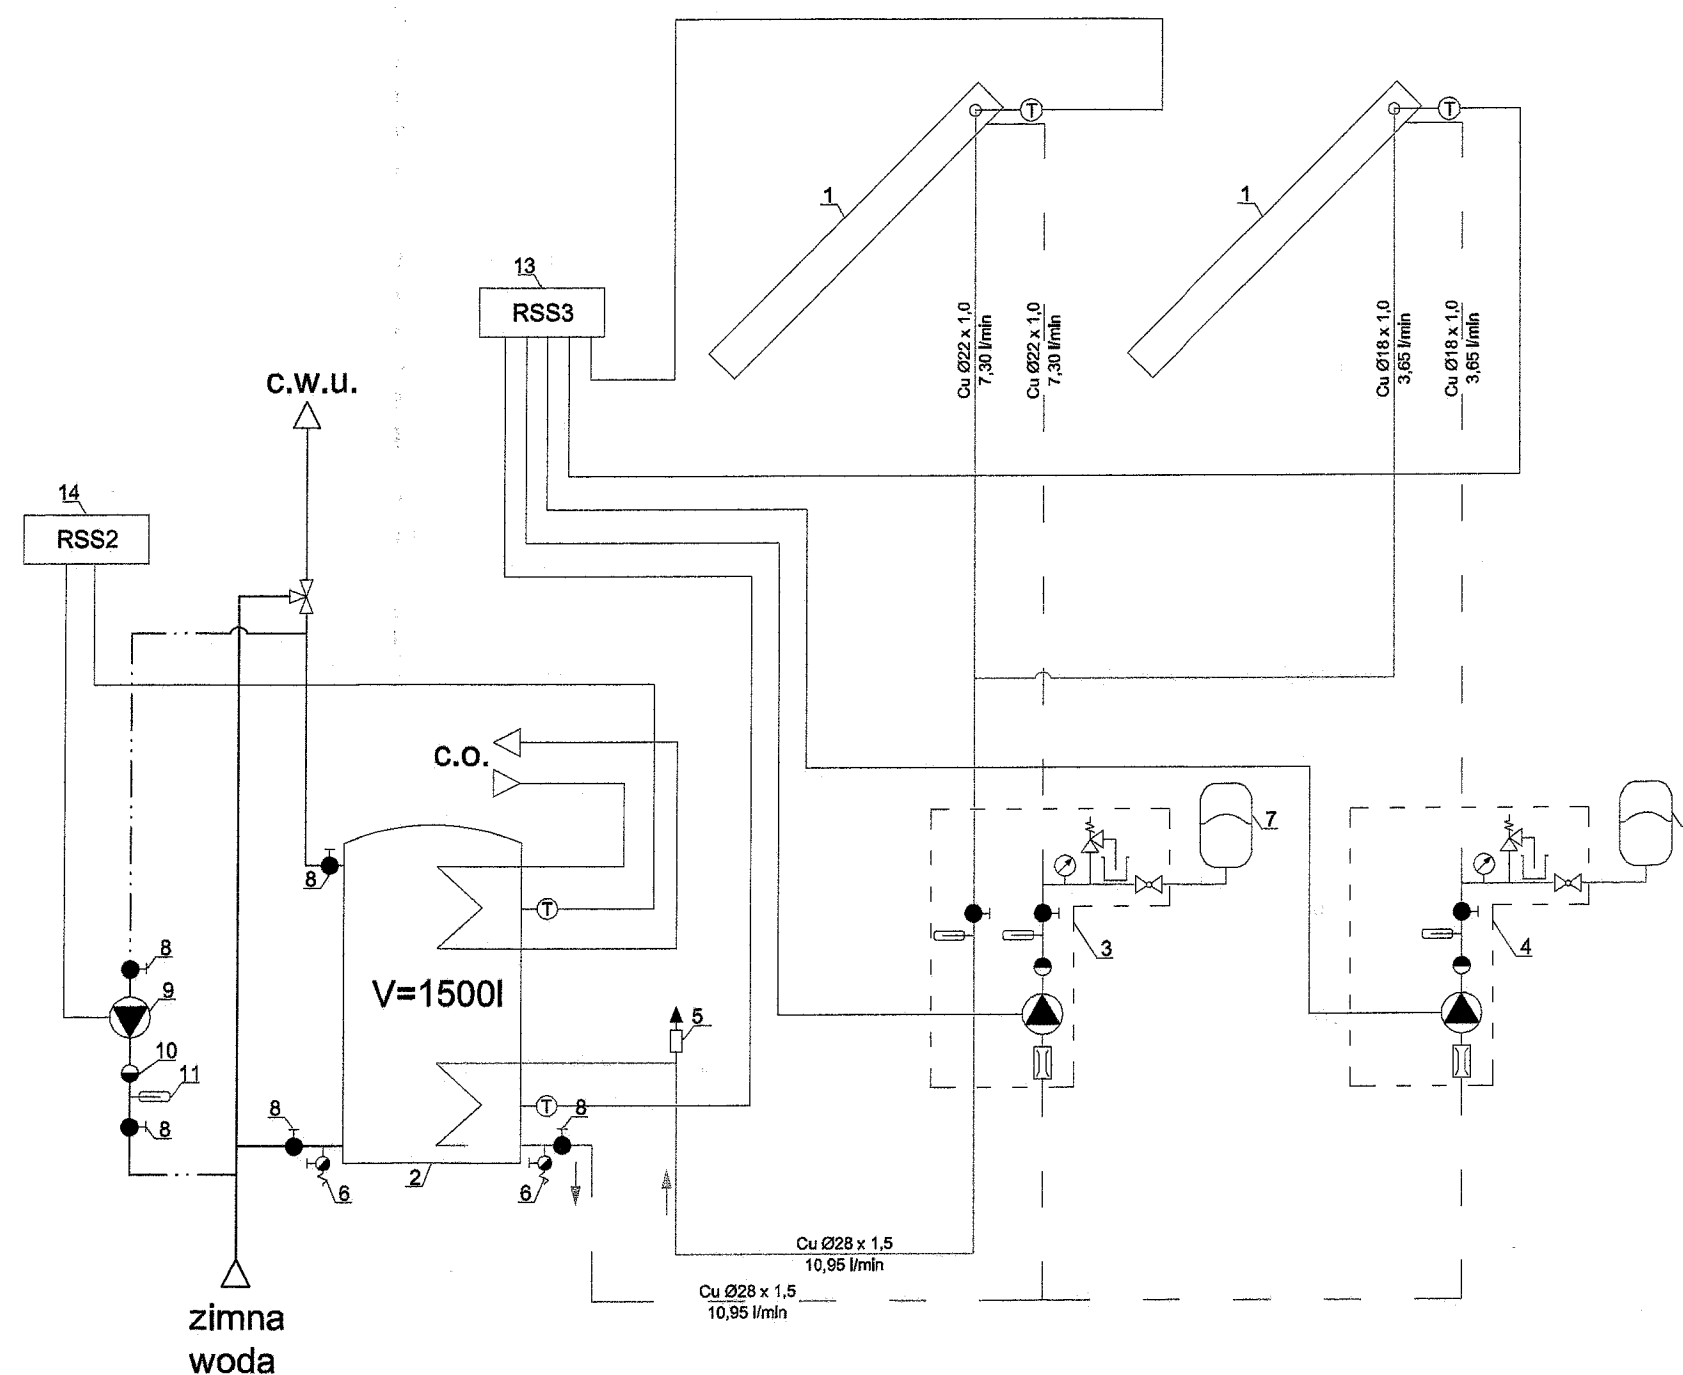 T
T
1
1
13
RSS3
Cu Ø22 x 1,0
7,30 l/min
Cu Ø22 x 1,0
7,30 l/min
Cu Ø18 x 1,0
3,65 l/min
Cu Ø18 x 1,0
3,65 l/min
c.w.u.
14
RSS2
c.o.
7
8
T
3
4
8
9
V=1500l
5
10
11
8
8
T
8
2
6
6
Cu Ø28 x 1,5
10,95 l/min
Cu Ø28 x 1,5
10,95 l/min
zimna
woda